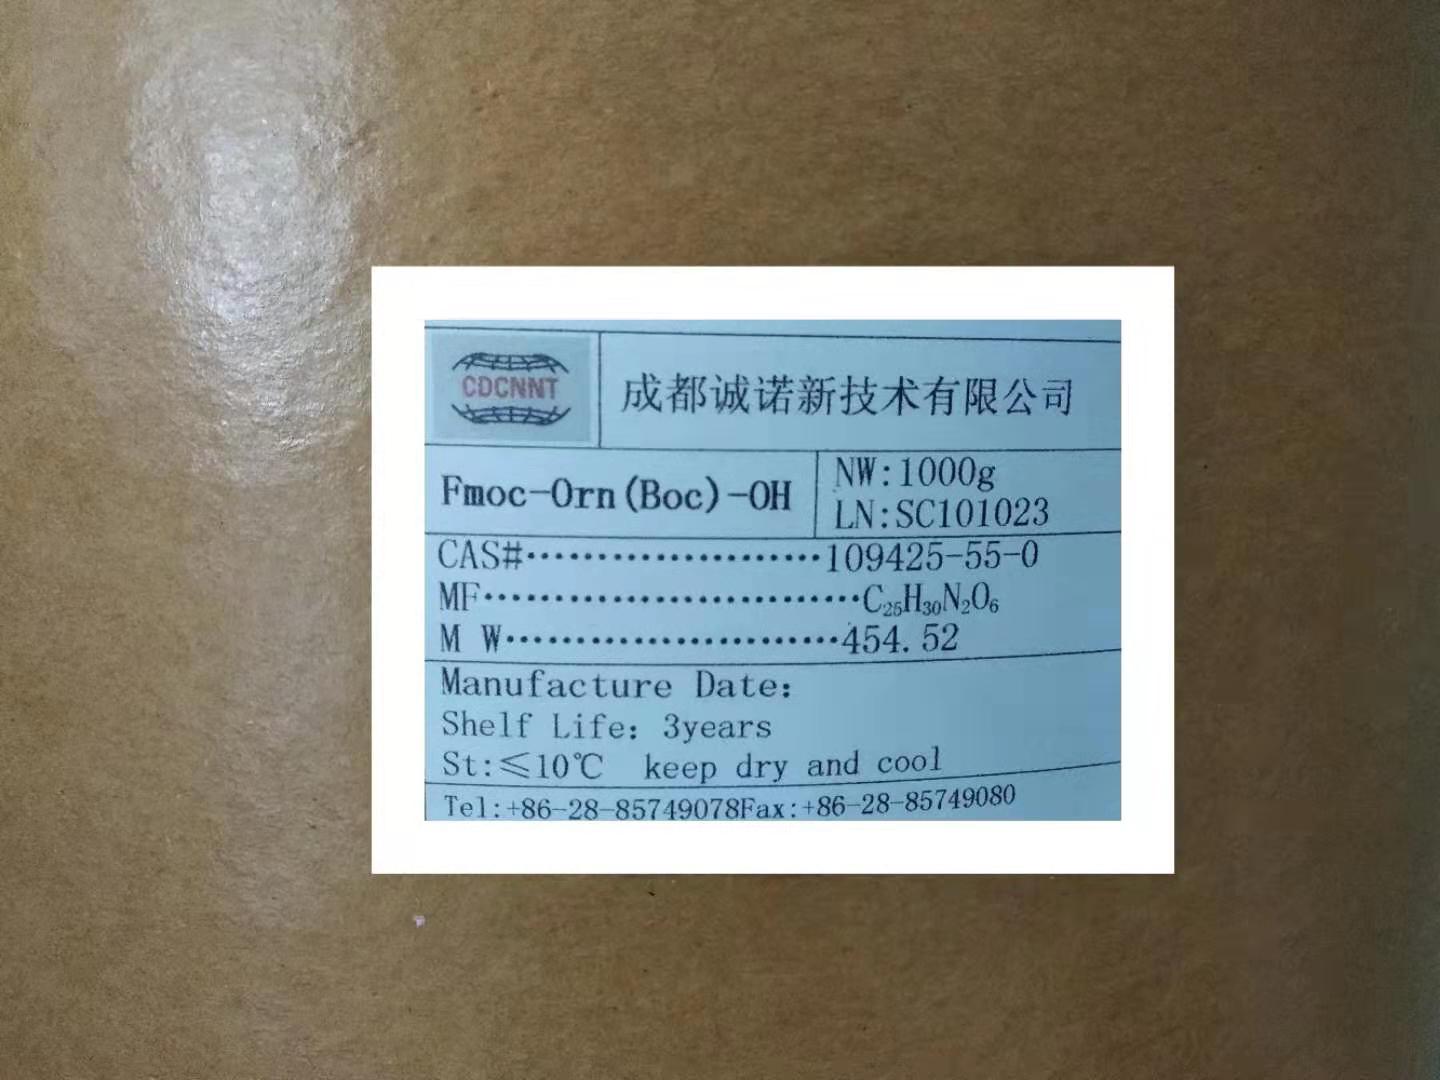 CDCNNT
成都诚诺新技术有限公司
Fmoc-Orn(Boc)-OH
NW:1000g
LN:SC101023
CAS#·····················109425-55-0
MF···························C₂₅H₃₀N₂O₆
M W························454.52
Manufacture Date:
Shelf Life: 3years
St:≤10℃ keep dry and cool
Tel:+86-28-85749078Fax:+86-28-85749080